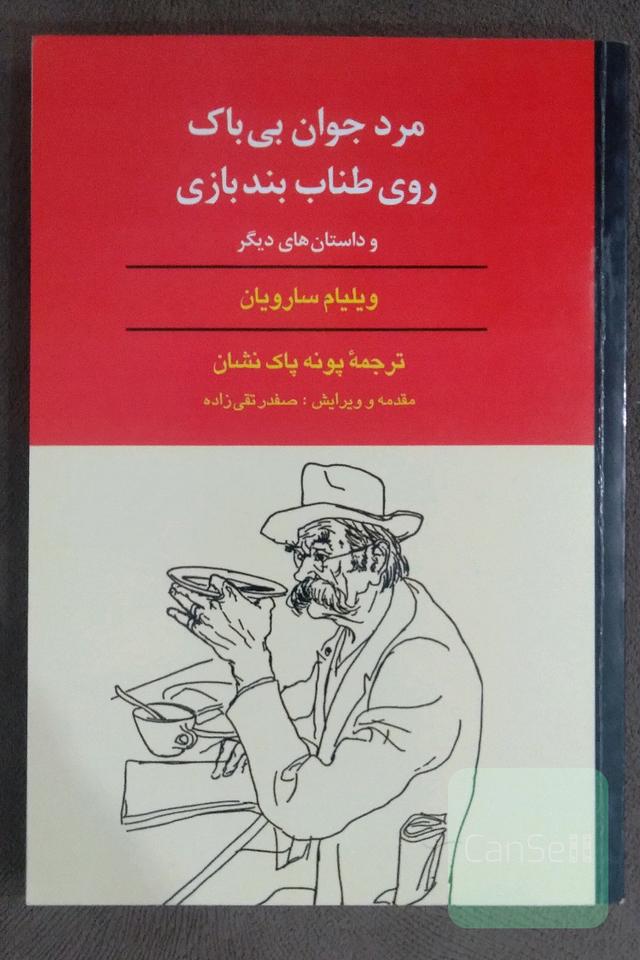 مرد جوان بی‌باک
روی طناب بندبازی
و داستان‌های دیگر
ویلیام سارویان
ترجمهٔ پونه پاک نشان
مقدمه و ویرایش : صفدر تقی‌زاده
CanSell